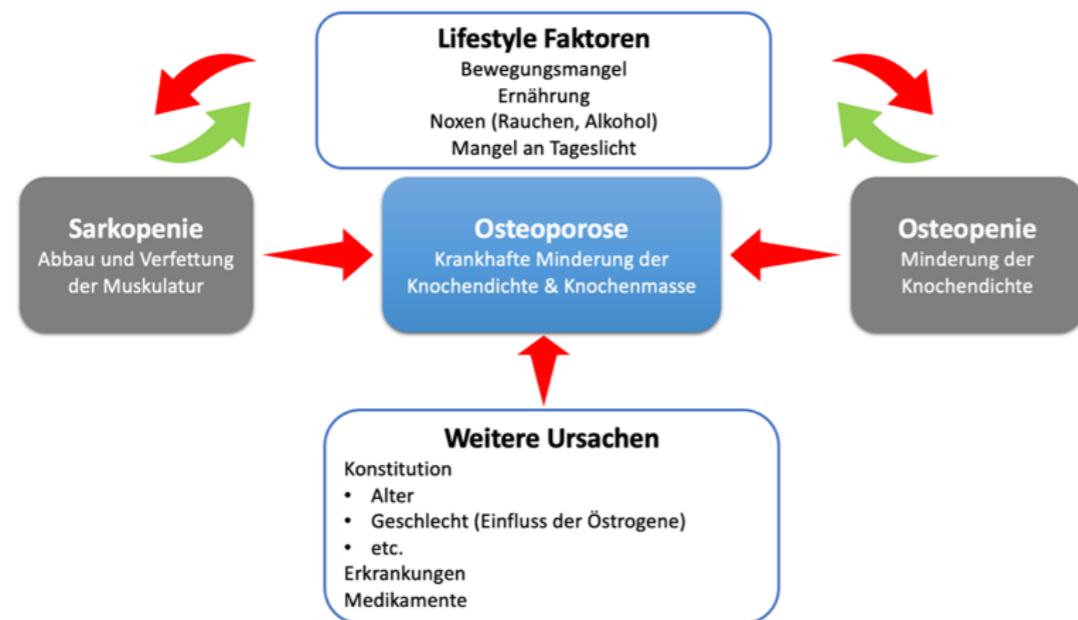 Lifestyle Faktoren
Bewegungsmangel
Ernährung
Noxen (Rauchen, Alkohol)
Mangel an Tageslicht
Sarkopenie
Abbau und Verfettung
der Muskulatur
Osteoporose
Krankhafte Minderung der
Knochendichte & Knochenmasse
Osteopenie
Minderung der
Knochendichte
Weitere Ursachen
Konstitution
• Alter
• Geschlecht (Einfluss der Östrogene)
• etc.
Erkrankungen
Medikamente